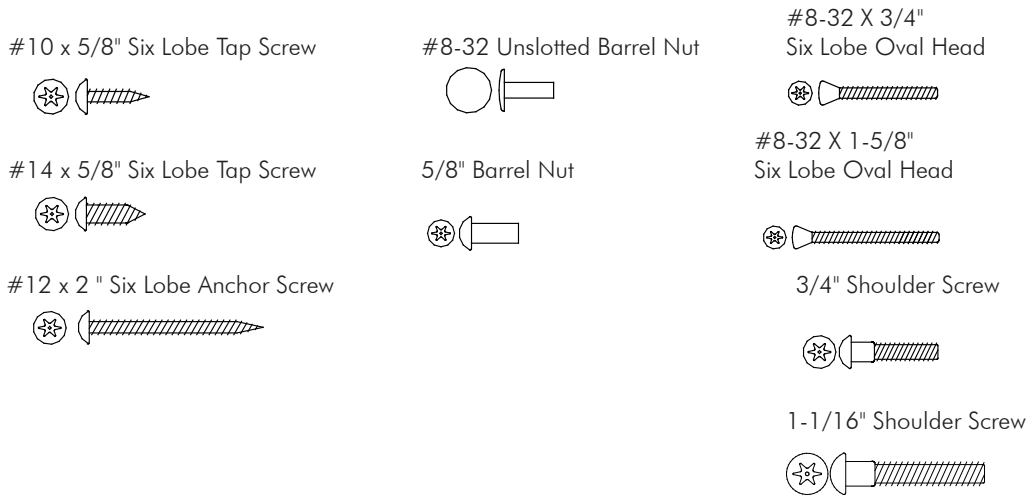 #10 x 5/8" Six Lobe Tap Screw
#14 x 5/8" Six Lobe Tap Screw
#12 x 2 " Six Lobe Anchor Screw
#8-32 Unslotted Barrel Nut
5/8" Barrel Nut
#8-32 X 3/4"
Six Lobe Oval Head
#8-32 X 1-5/8"
Six Lobe Oval Head
3/4" Shoulder Screw
1-1/16" Shoulder Screw